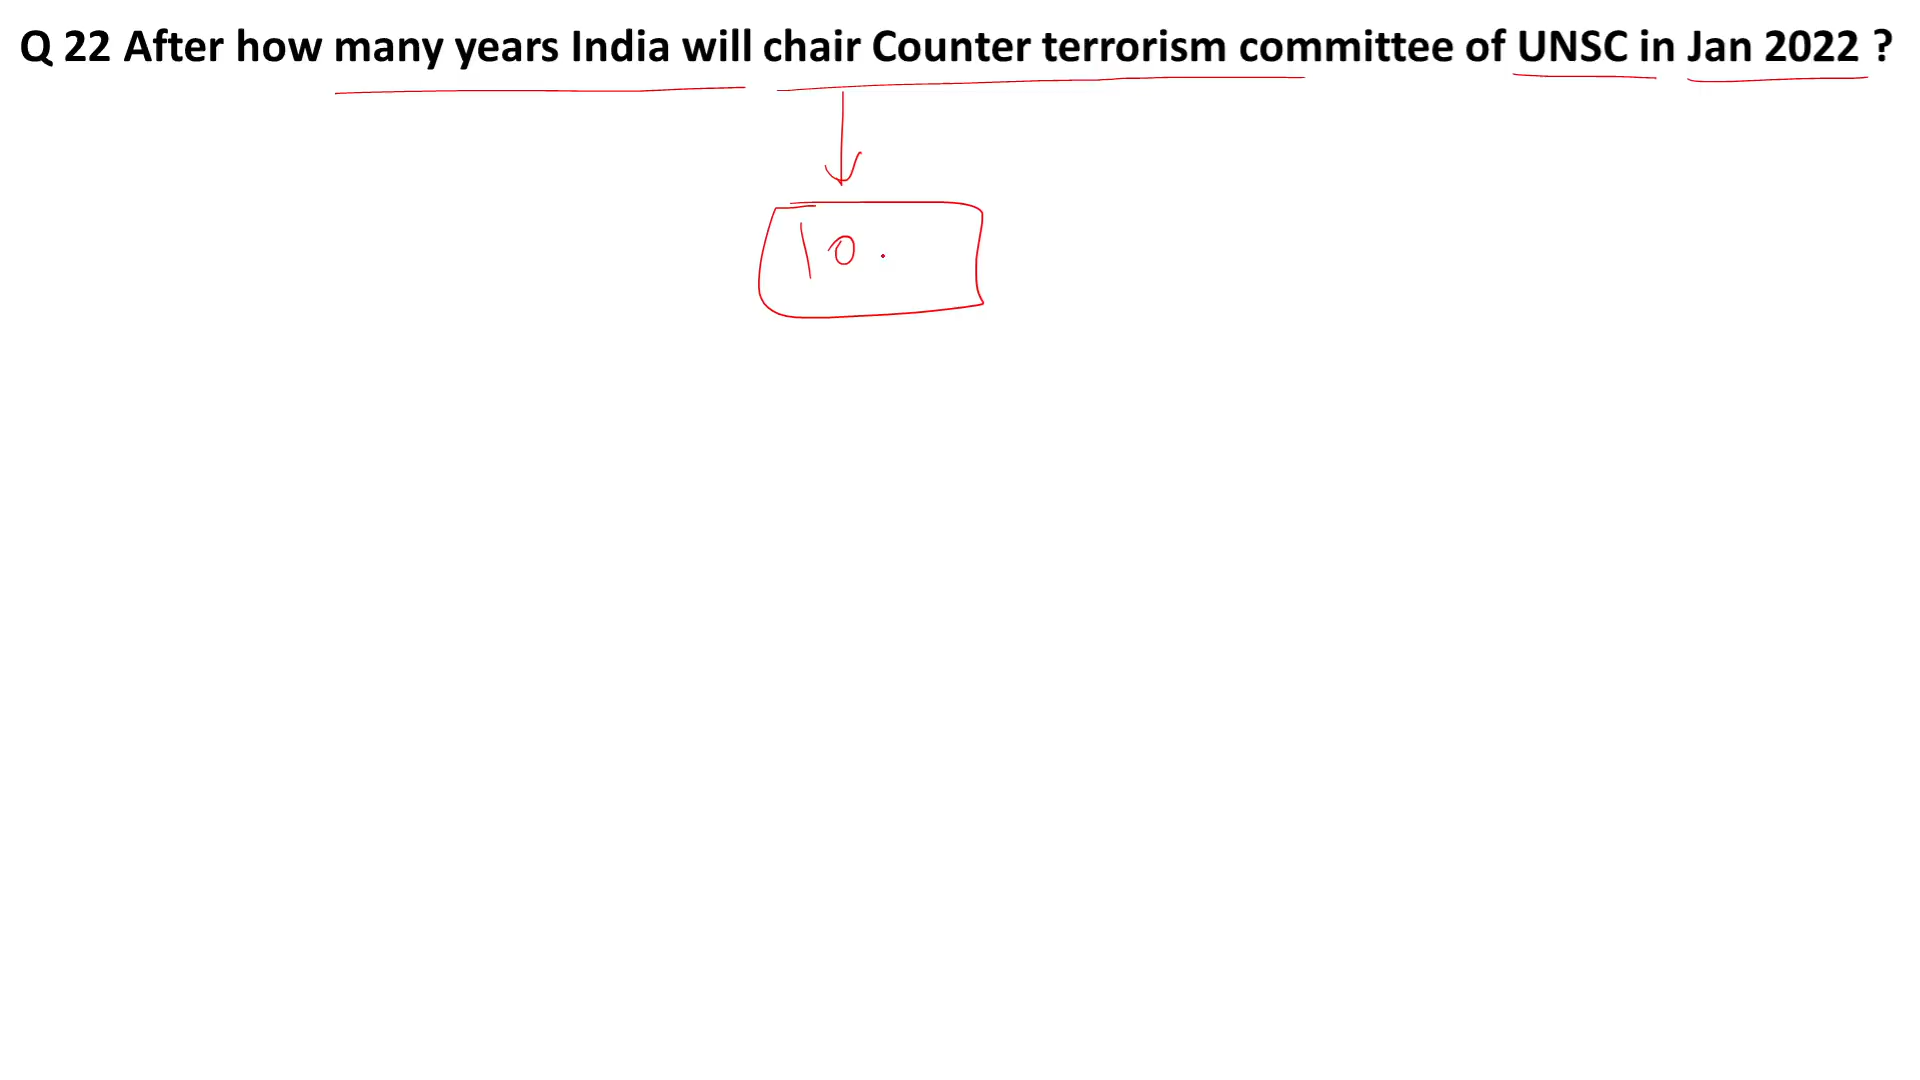 Q 22 After how many years India will chair Counter terrorism committee of UNSC in Jan 2022 ?
10.